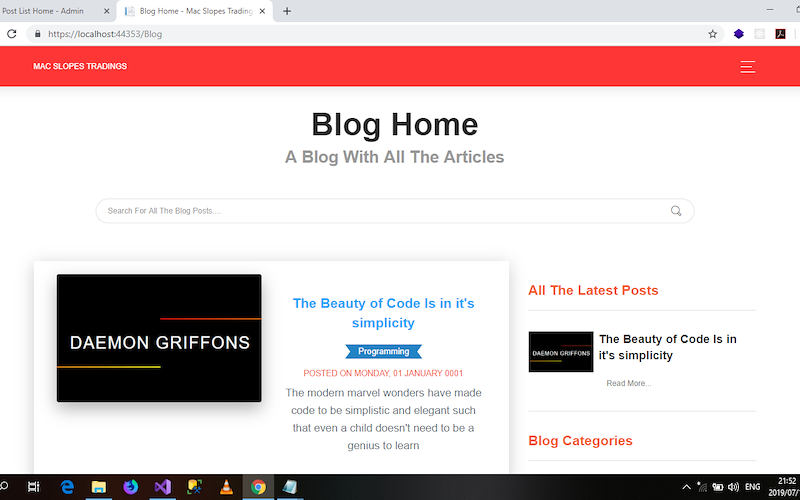 Post List Home - Admin
Blog Home - Mac Slopes Trading
https://localhost:44353/Blog
MAC SLOPES TRADINGS
Blog Home
A Blog With All The Articles
Search For All The Blog Posts....
DAEMON GRIFFONS
The Beauty of Code Is in it's
simplicity
Programming
POSTED ON MONDAY, 01 JANUARY 0001
The modern marvel wonders have made
code to be simplistic and elegant such
that even a child doesn't need to be a
genius to learn
All The Latest Posts
DAEMON GRIFFONS
The Beauty of Code Is in
it's simplicity
Read More...
Blog Categories
ENG
21:52
2019/07/